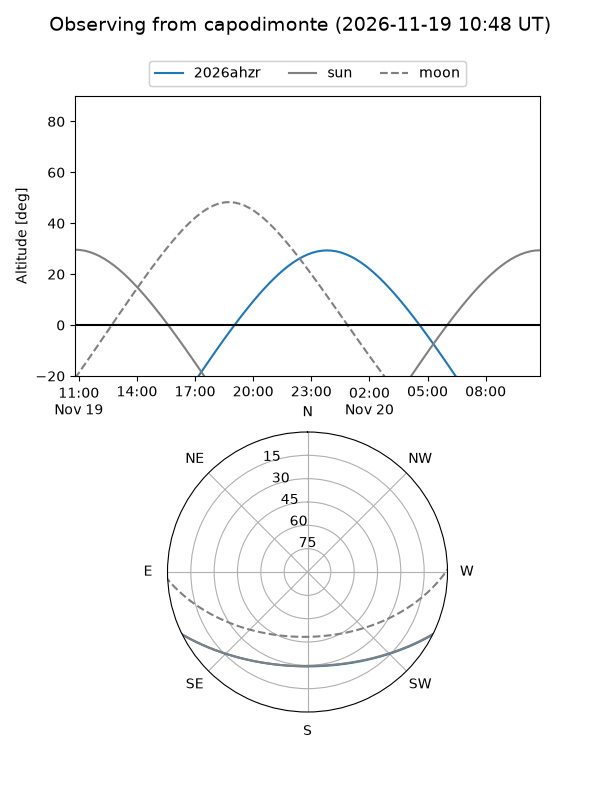 Observing from capodimonte (2026-11-19 10:48 UT)
2026ahzr sun moon
80
60
40
20
0
−20
Altitude [deg]
11:00 14:00 17:00 20:00 23:00 02:00 05:00 08:00
Nov 19 Nov 20
N
NE NW
15
30
45
60
75
E W
SE SW
S